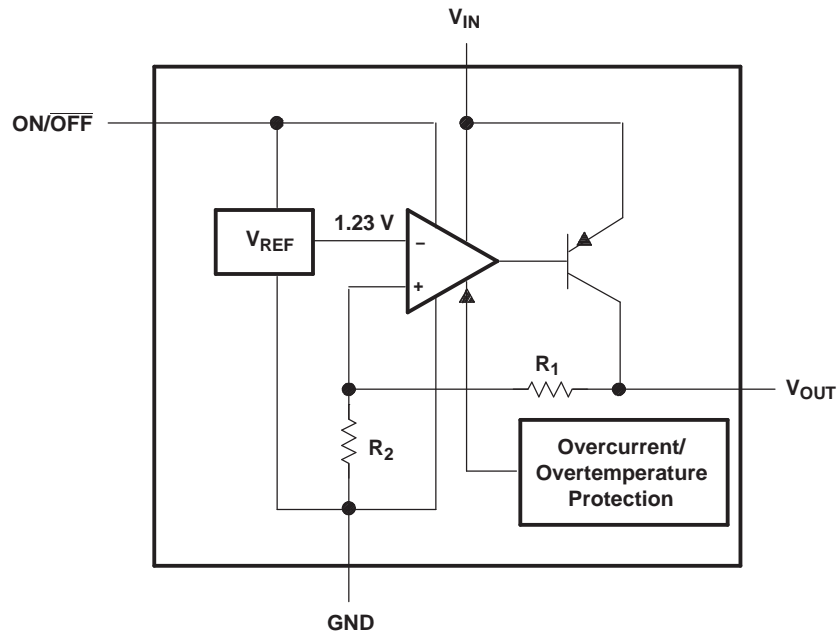 VIN
ON/OFF
1.23 V
VREF
−
+
R1
VOUT
R2
Overcurrent/
Overtemperature
Protection
GND